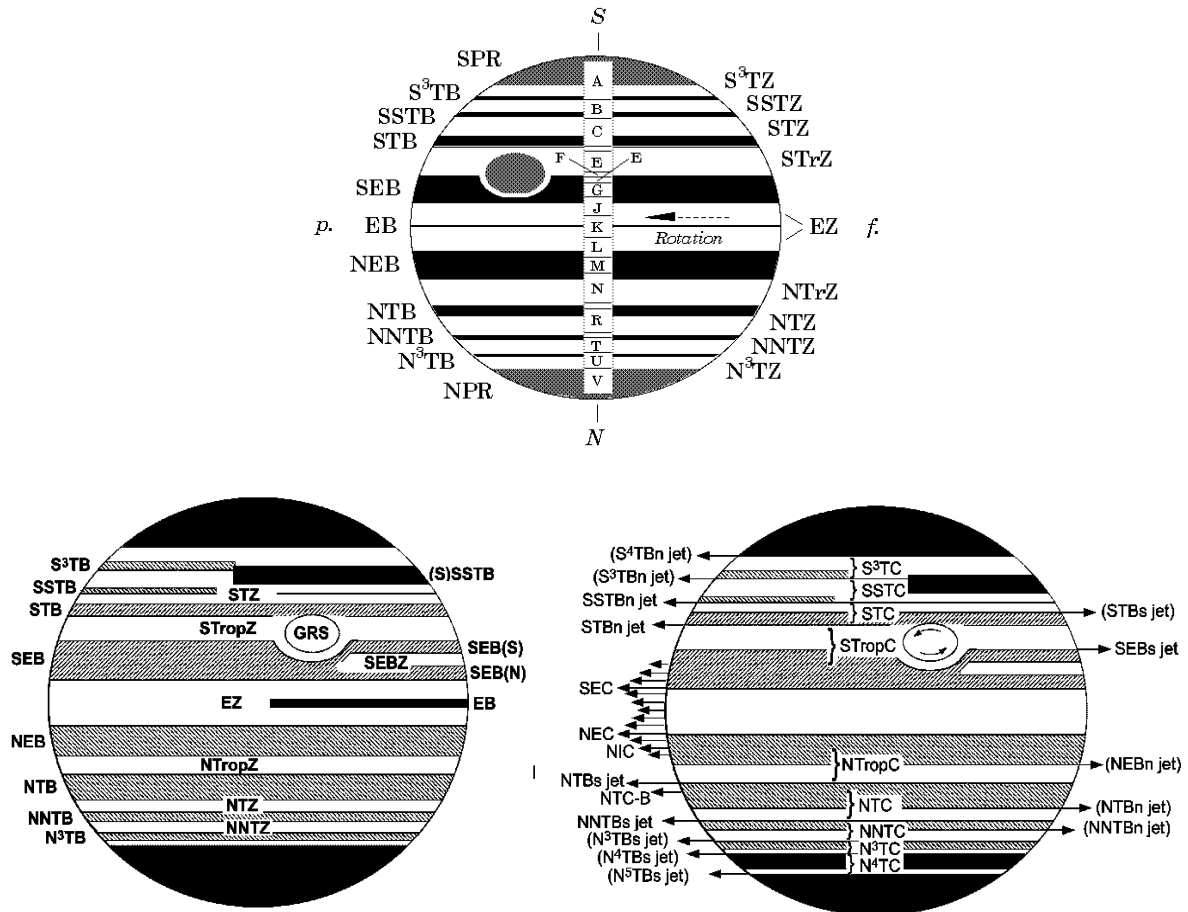 S
SPR
S³TB
SSTB
STB
SEB
p. EB
NEB
NTB
NNTB
N³TB
NPR
A
B
C
F E E
G
J
K
L
M
N
R
T
U
V
Rotation
S³TZ
SSTZ
STZ
STrZ
EZ f.
NTrZ
NTZ
NNTZ
N³TZ
N
S³TB
SSTB
STB
SEB
NEB
NTB
NNTB
N³TB
STZ
STropZ
GRS
SEBZ
EZ
NTropZ
NTZ
NNTZ
(S)SSTB
SEB(S)
SEB(N)
EB
(S⁴TBn jet)
(S³TBn jet)
SSTBn jet
STBn jet
SEC
NEC
NIC
NTBs jet
NTC-B
NNTBs jet
(N³TBs jet)
(N⁴TBs jet)
(N⁵TBs jet)
S³TC
SSTC
STC
STropC
NTropC
NTC
NNTC
N³TC
N⁴TC
(STBs jet)
SEBs jet
(NEBn jet)
(NTBn jet)
(NNTBn jet)